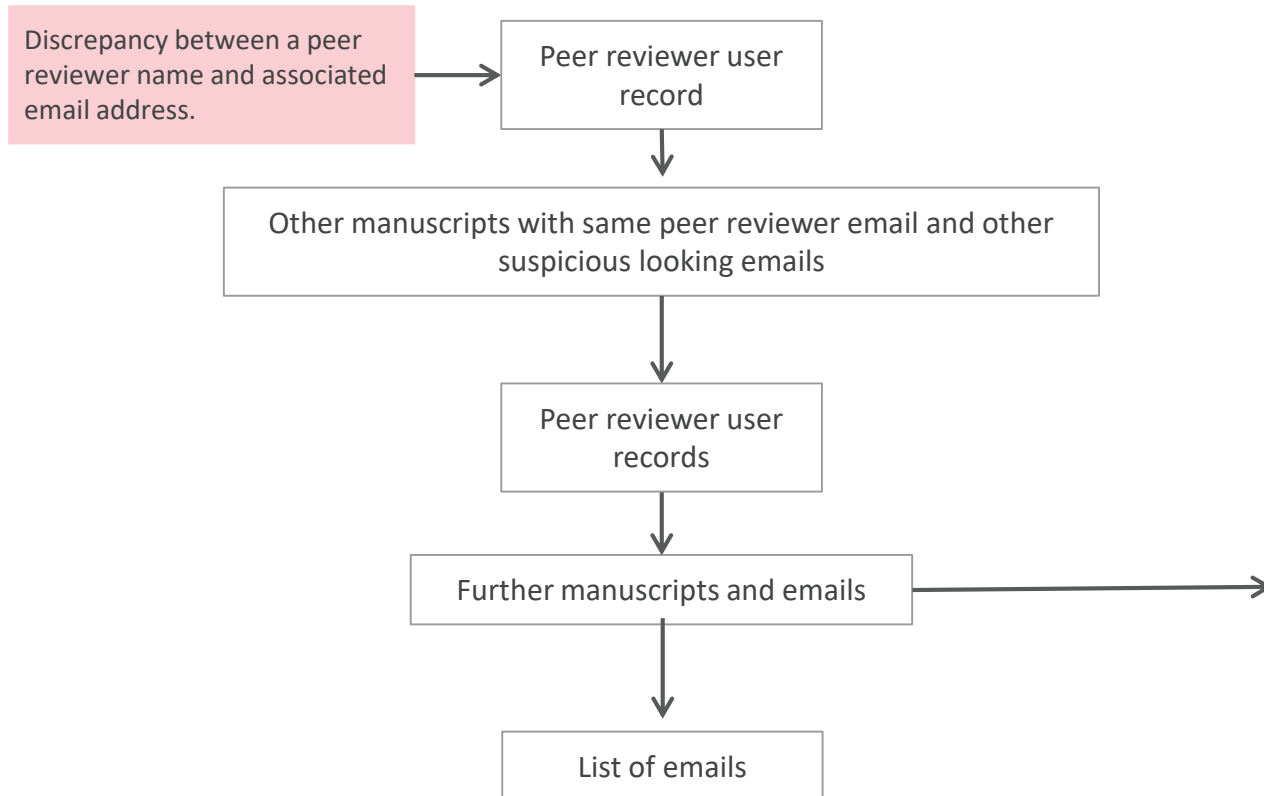 Discrepancy between a peer
reviewer name and associated
email address.
Peer reviewer user
record
Other manuscripts with same peer reviewer email and other
suspicious looking emails
Peer reviewer user
records
Further manuscripts and emails
List of emails